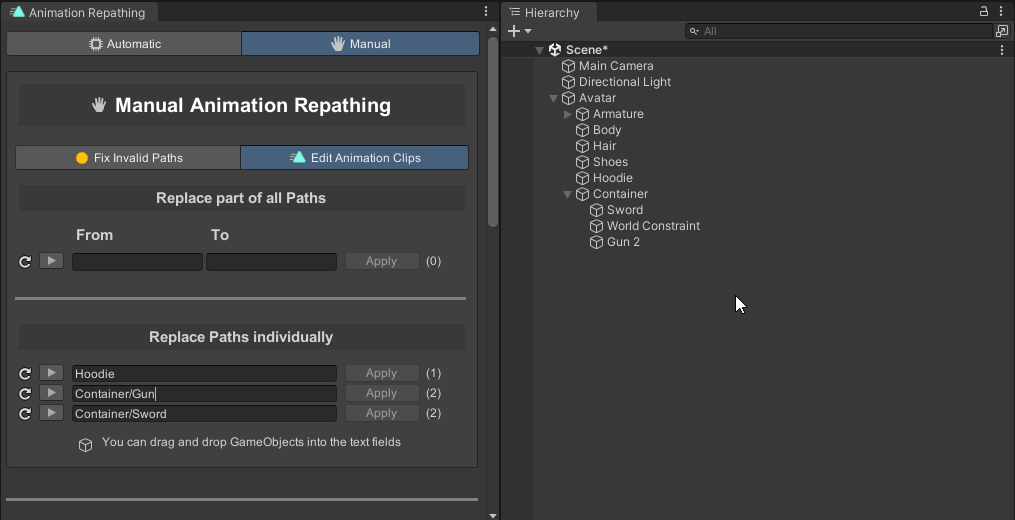 Animation Repathing
Automatic
Manual
Manual Animation Repathing
Fix Invalid Paths
Edit Animation Clips
Replace part of all Paths
From To
Apply (0)
Replace Paths individually
Hoodie Apply (1)
Container/Gun Apply (2)
Container/Sword Apply (2)
You can drag and drop GameObjects into the text fields
Hierarchy
All
Scene*
Main Camera
Directional Light
Avatar
Armature
Body
Hair
Shoes
Hoodie
Container
Sword
World Constraint
Gun 2